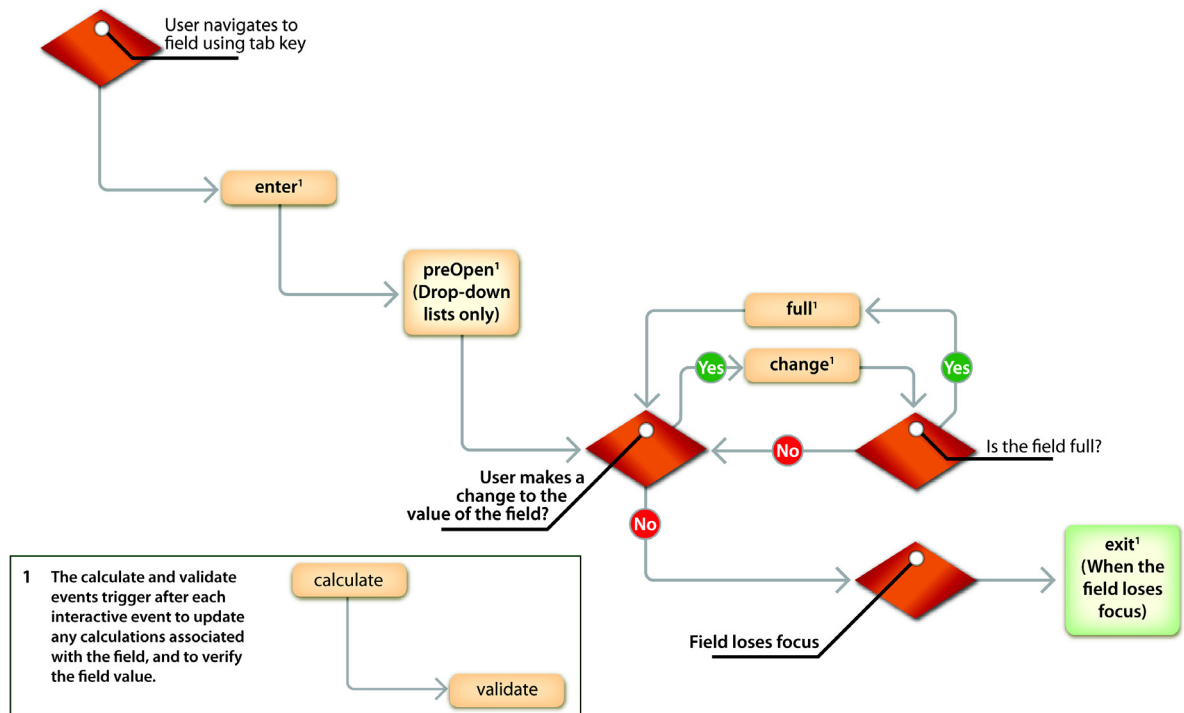 User navigates to
field using tab key
enter¹
preOpen¹
(Drop-down
lists only)
full¹
Yes
change¹
Yes
No
Is the field full?
User makes a
change to the
value of the field?
No
exit¹
(When the
field loses
focus)
Field loses focus
1 The calculate and validate
events trigger after each
interactive event to update
any calculations associated
with the field, and to verify
the field value.
calculate
validate